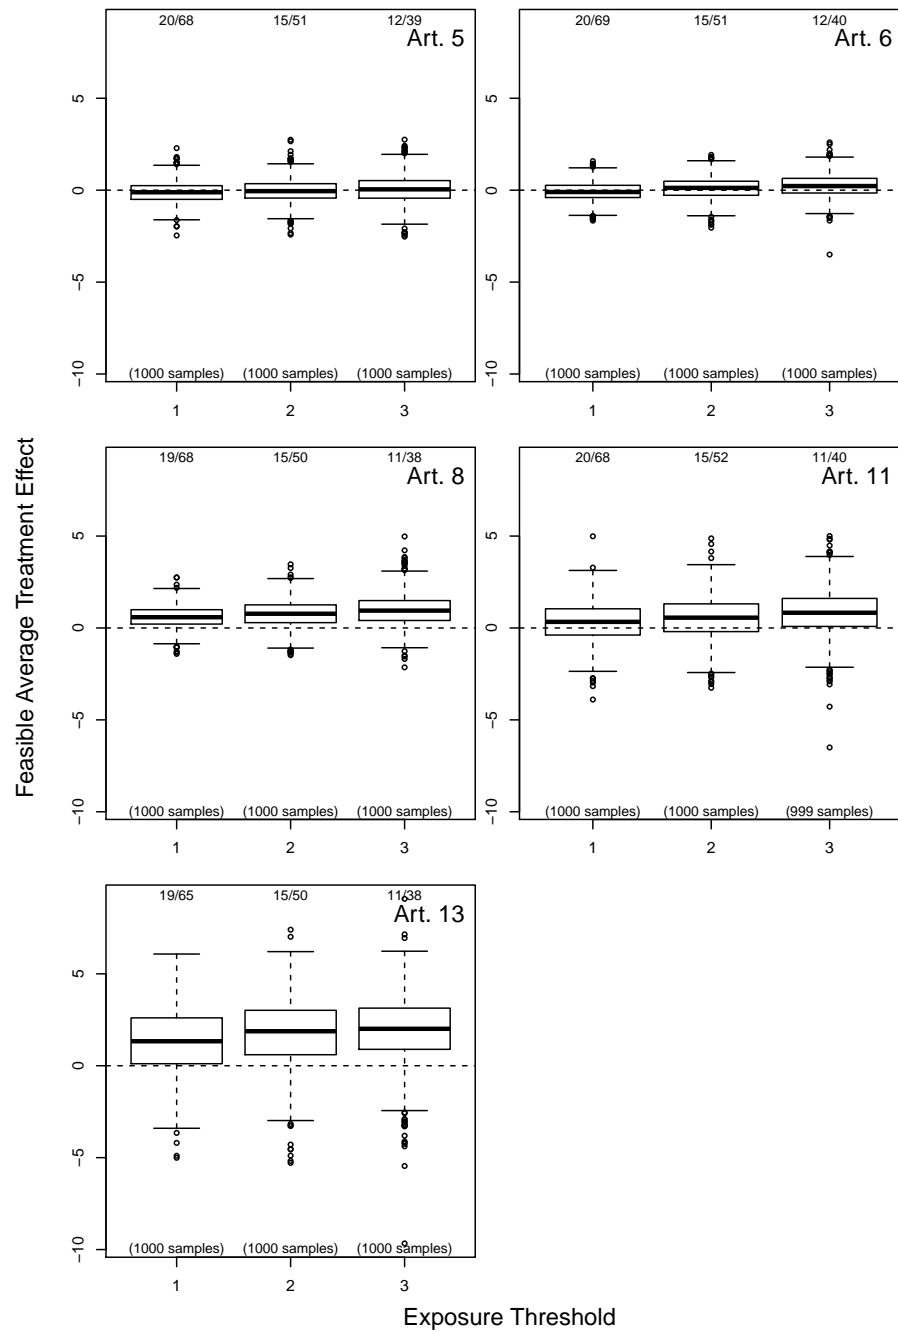 20/68 15/51 12/39
Art. 5
5
0
−5
−10
(1000 samples) (1000 samples) (1000 samples)
1 2 3
20/69 15/51 12/40
Art. 6
5
0
−5
−10
(1000 samples) (1000 samples) (1000 samples)
1 2 3
Feasible Average Treatment Effect
19/68 15/50 11/38
Art. 8
5
0
−5
−10
(1000 samples) (1000 samples) (1000 samples)
1 2 3
20/68 15/52 11/40
Art. 11
5
0
−5
−10
(1000 samples) (1000 samples) (999 samples)
1 2 3
19/65 15/50 11/38
Art. 13
5
0
−5
−10
(1000 samples) (1000 samples) (1000 samples)
1 2 3
Exposure Threshold